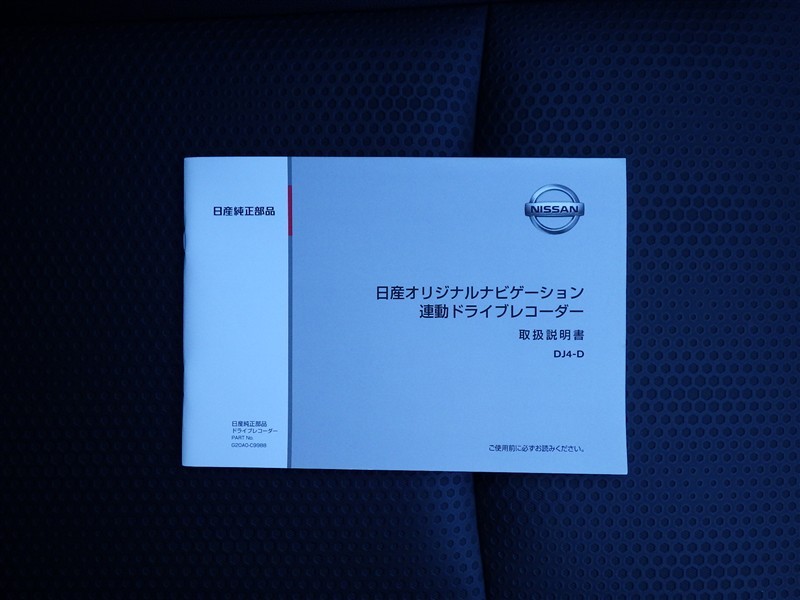 日産純正部品
NISSAN
日産オリジナルナビゲーション
連動ドライブレコーダー
取扱説明書
DJ4-D
日産純正部品
ドライブレコーダー
PART No.
G20A0-C9988
ご使用前に必ずお読みください。